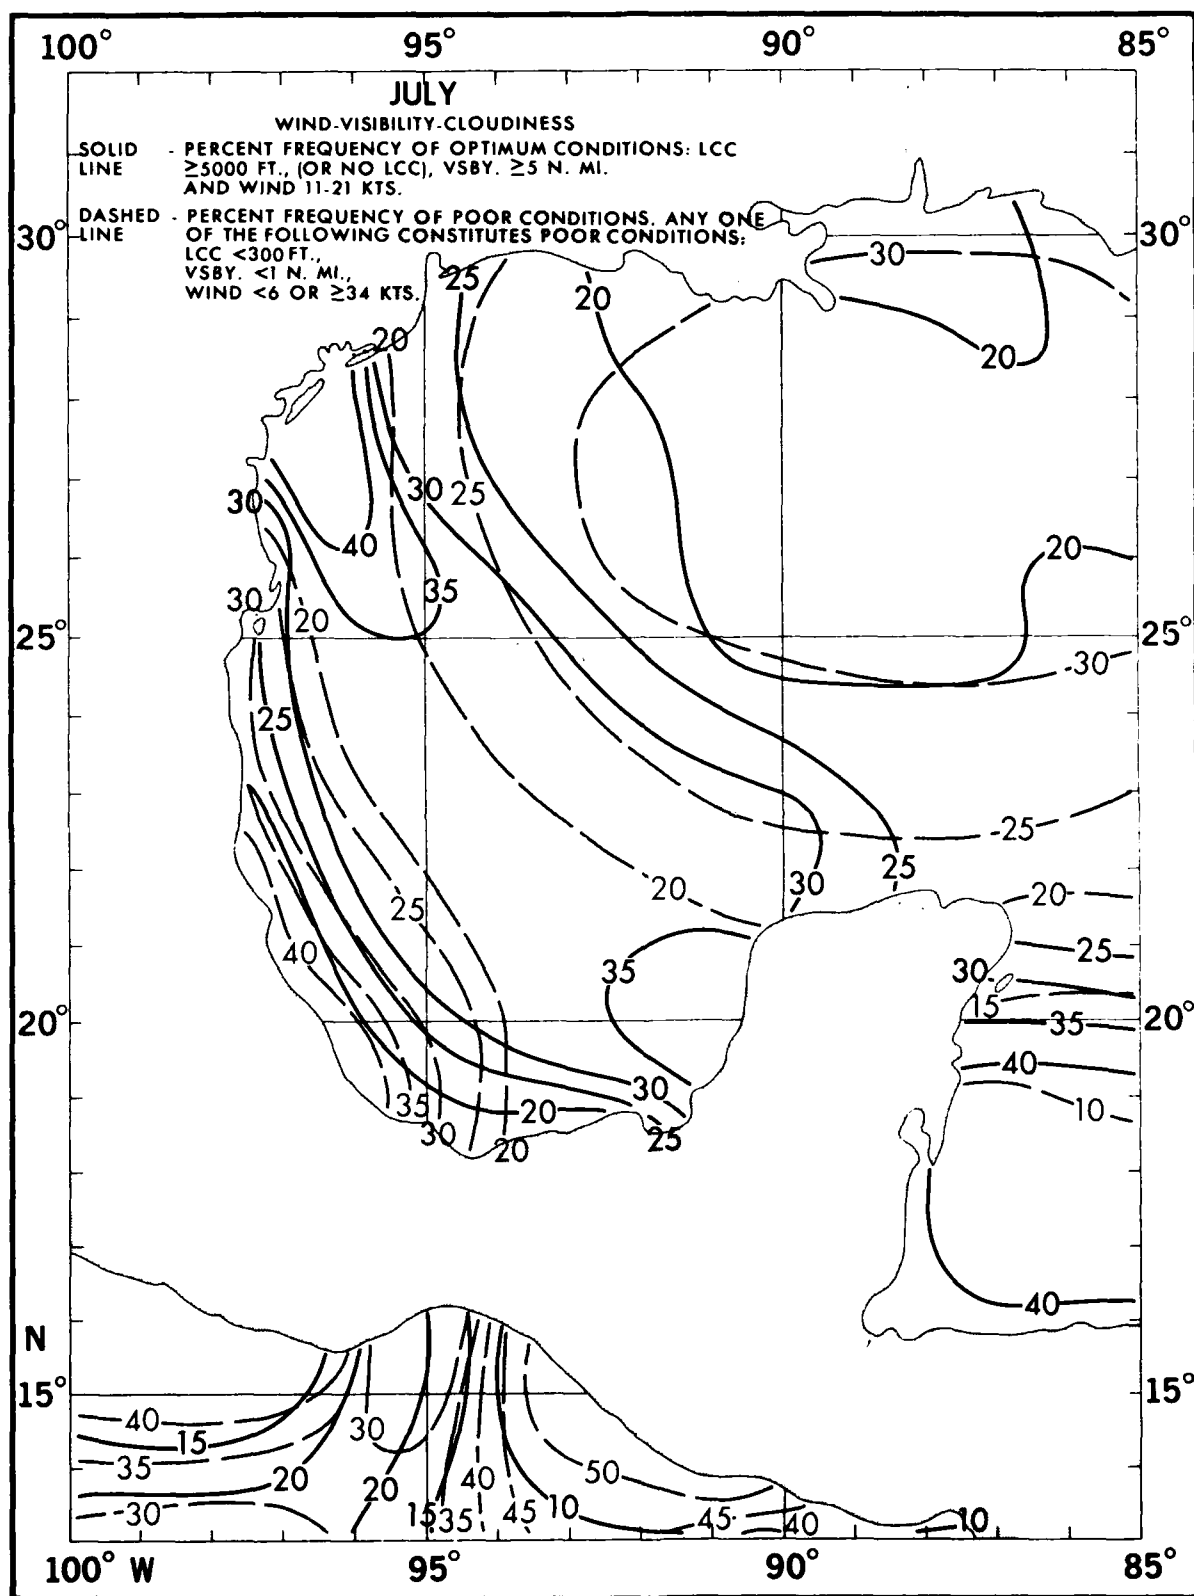 100° 95° 90° 85°
JULY
WIND-VISIBILITY-CLOUDINESS
SOLID - PERCENT FREQUENCY OF OPTIMUM CONDITIONS: LCC
LINE ≥5000 FT., (OR NO LCC), VSBY. ≥5 N. MI.
AND WIND 11-21 KTS.
DASHED - PERCENT FREQUENCY OF POOR CONDITIONS. ANY ONE
LINE OF THE FOLLOWING CONSTITUTES POOR CONDITIONS:
LCC <300 FT.,
VSBY. <1 N. MI.,
WIND <6 OR ≥34 KTS.
30° 30°
30
25 20
20 20
30 25
30
40 20
35
30 20
25° 25°
30
25
25
30 25
20 20
25
40 25
35 30
15
20° 35 20°
40
30
35 20 10
30 20 25
40
N
15° 15°
40 30
15
35 20 20 40 50
30 15 35 45 10 45 40 10
100° W 95° 90° 85°